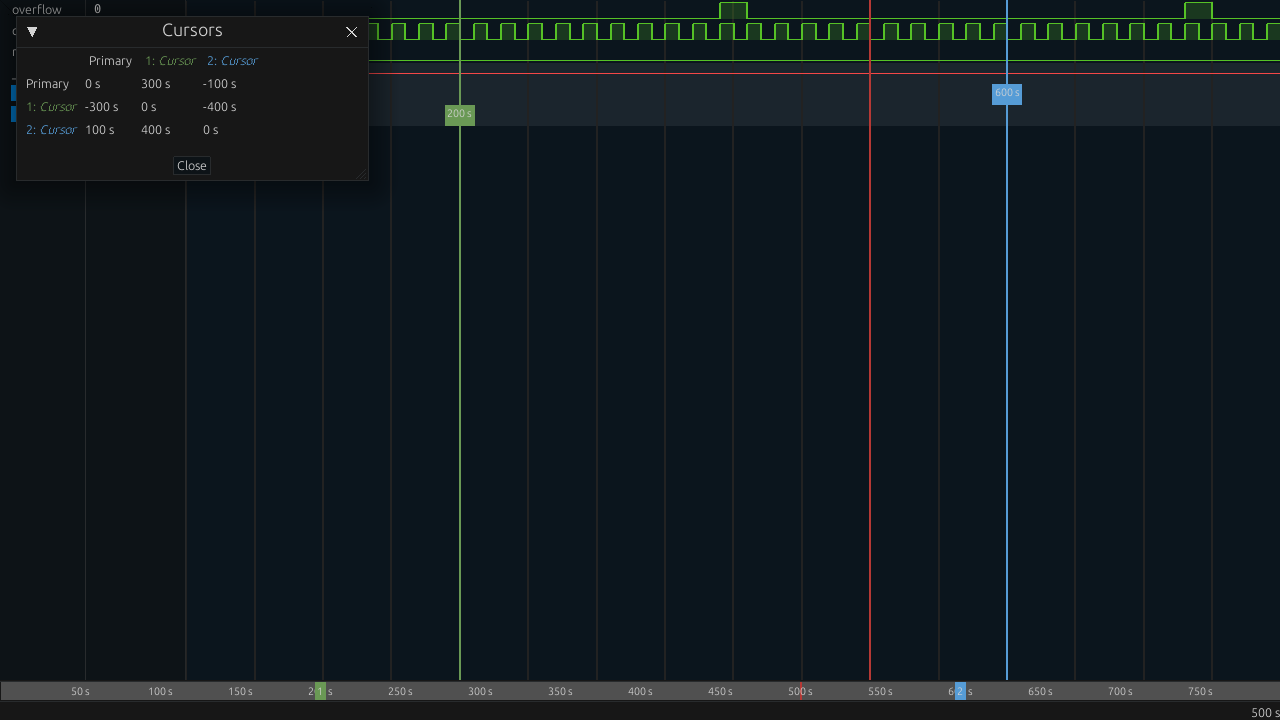 overflow 0
Cursors
Primary 1: Cursor 2: Cursor
Primary 0 s 300 s -100 s
1: Cursor -300 s 0 s -400 s
2: Cursor 100 s 400 s 0 s
Close
600 s
200 s
50 s 100 s 150 s 1 250 s 300 s 350 s 400 s 450 s 500 s 550 s 2 650 s 700 s 750 s
500 s